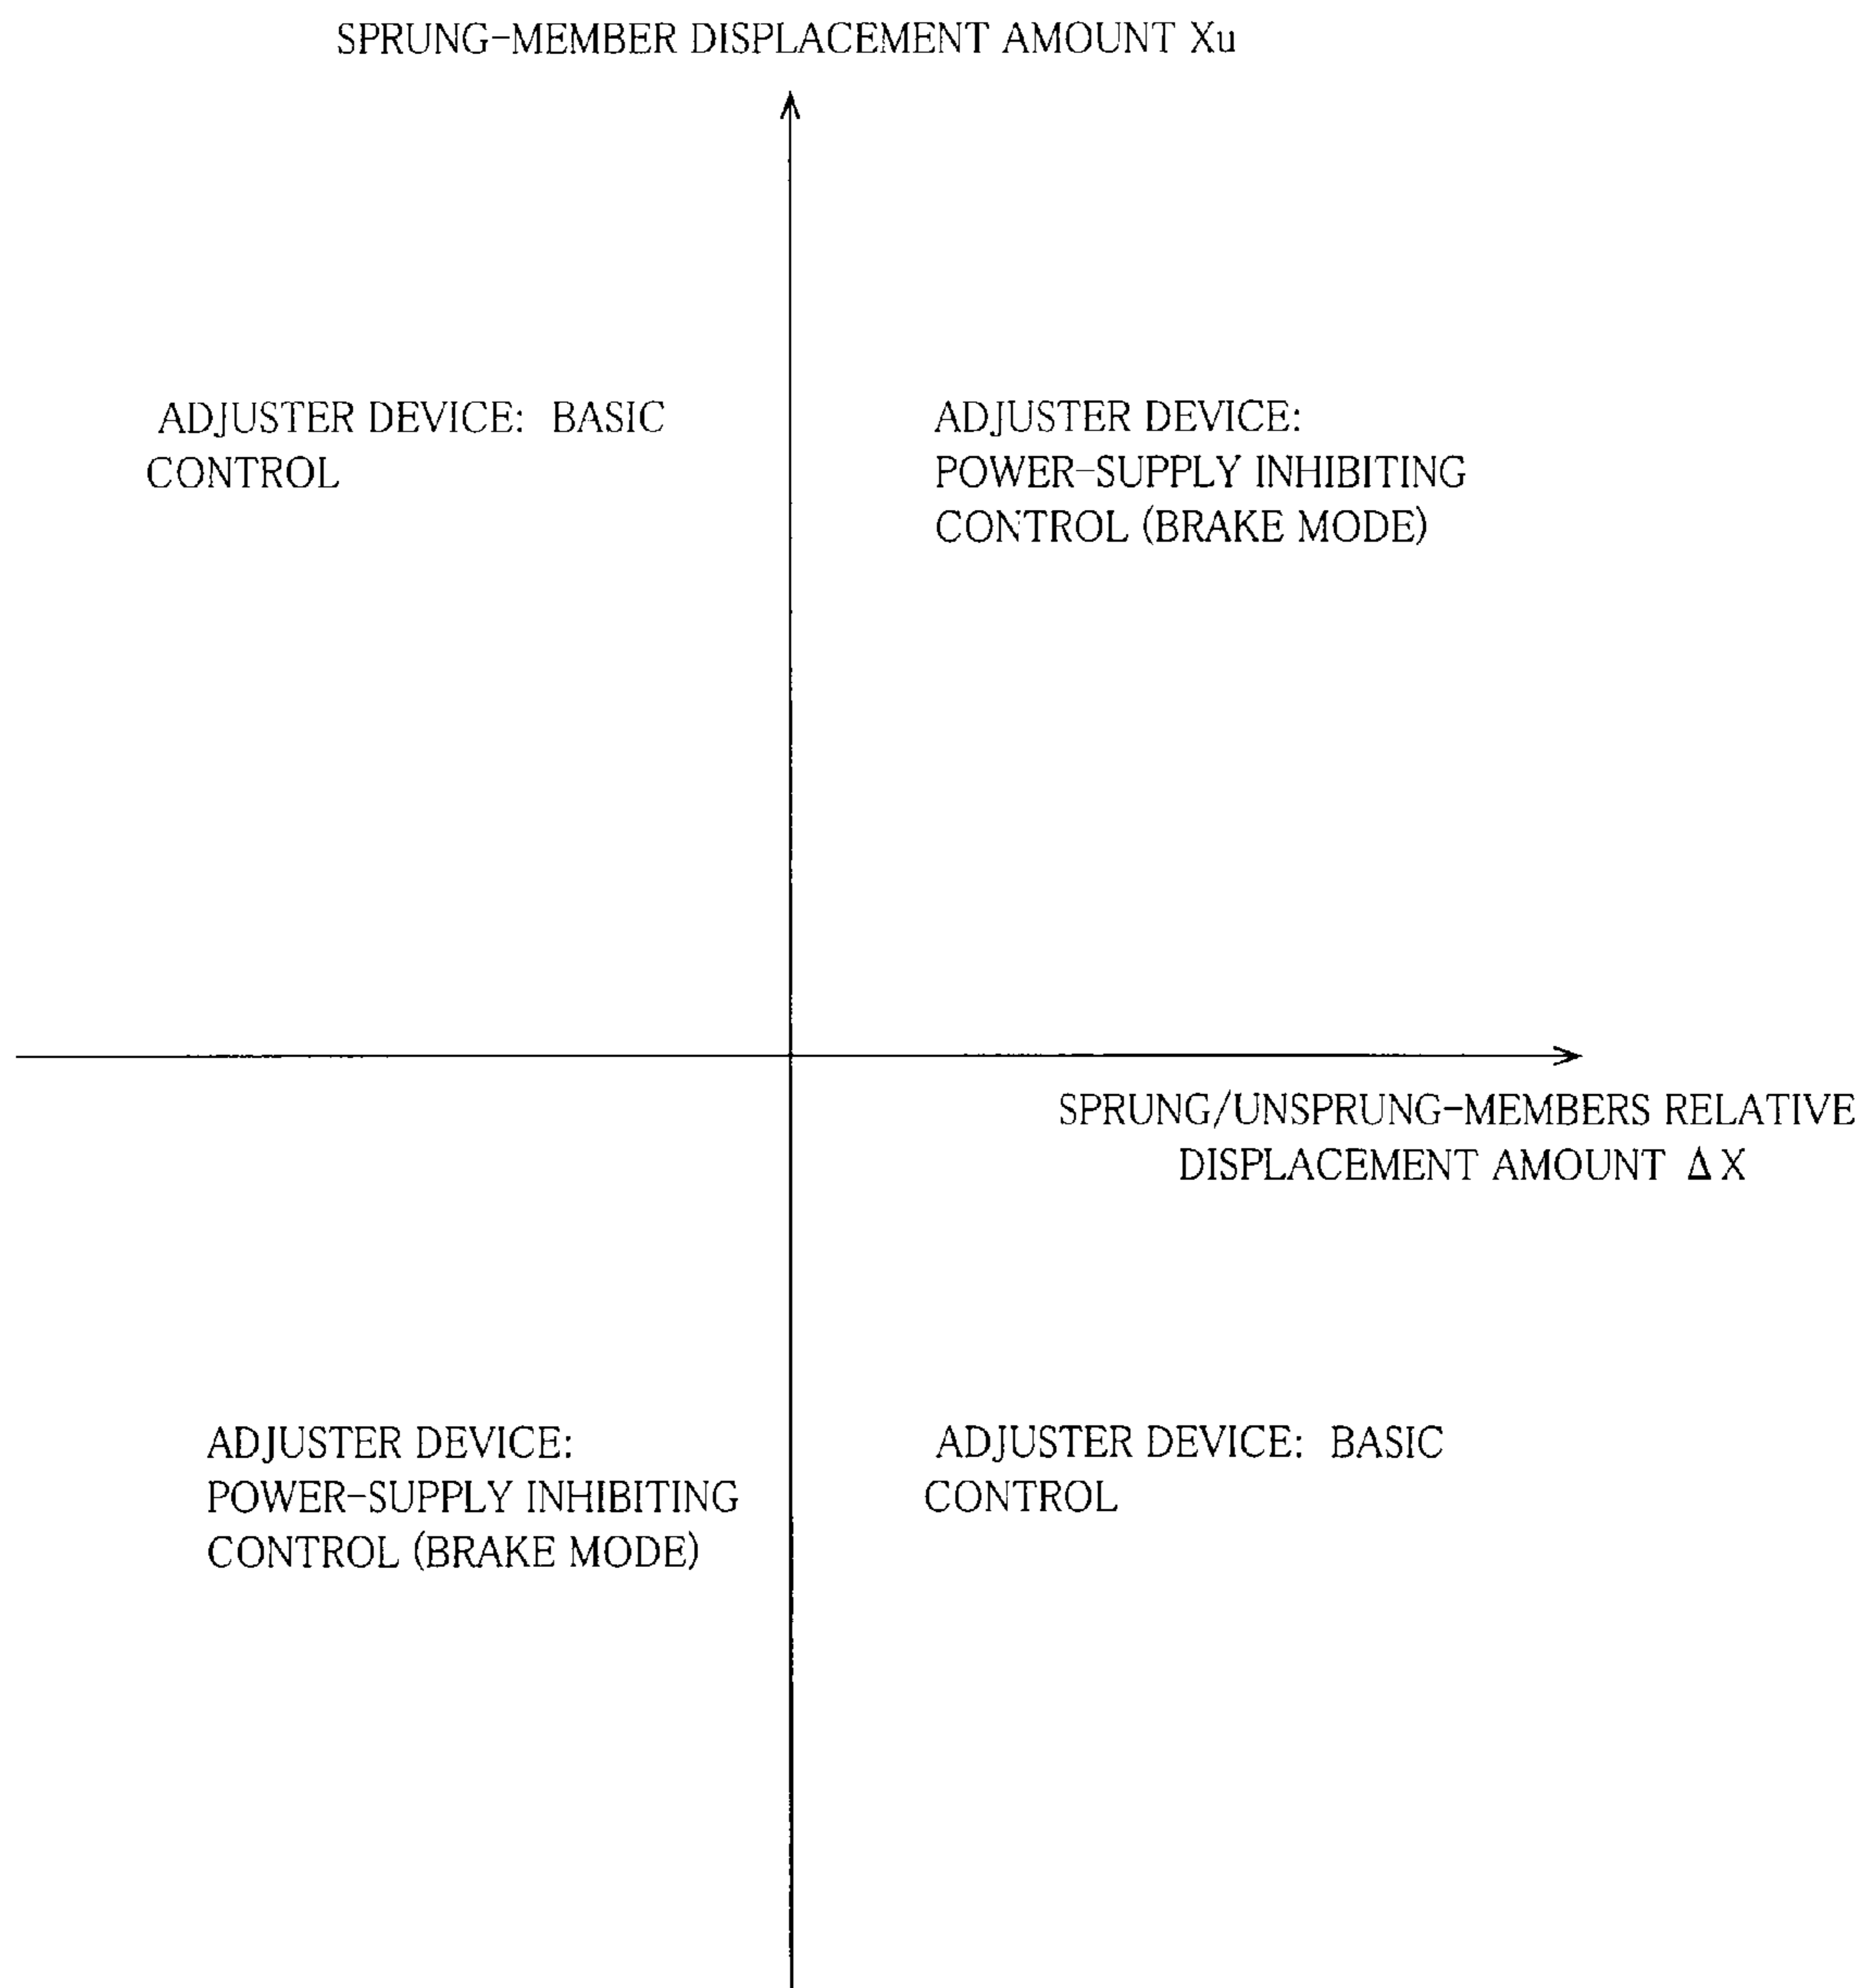 SPRUNG-MEMBER DISPLACEMENT AMOUNT Xu
ADJUSTER DEVICE: BASIC
CONTROL
ADJUSTER DEVICE:
POWER-SUPPLY INHIBITING
CONTROL (BRAKE MODE)
SPRUNG/UNSPRUNG-MEMBERS RELATIVE
DISPLACEMENT AMOUNT ΔX
ADJUSTER DEVICE:
POWER-SUPPLY INHIBITING
CONTROL (BRAKE MODE)
ADJUSTER DEVICE: BASIC
CONTROL